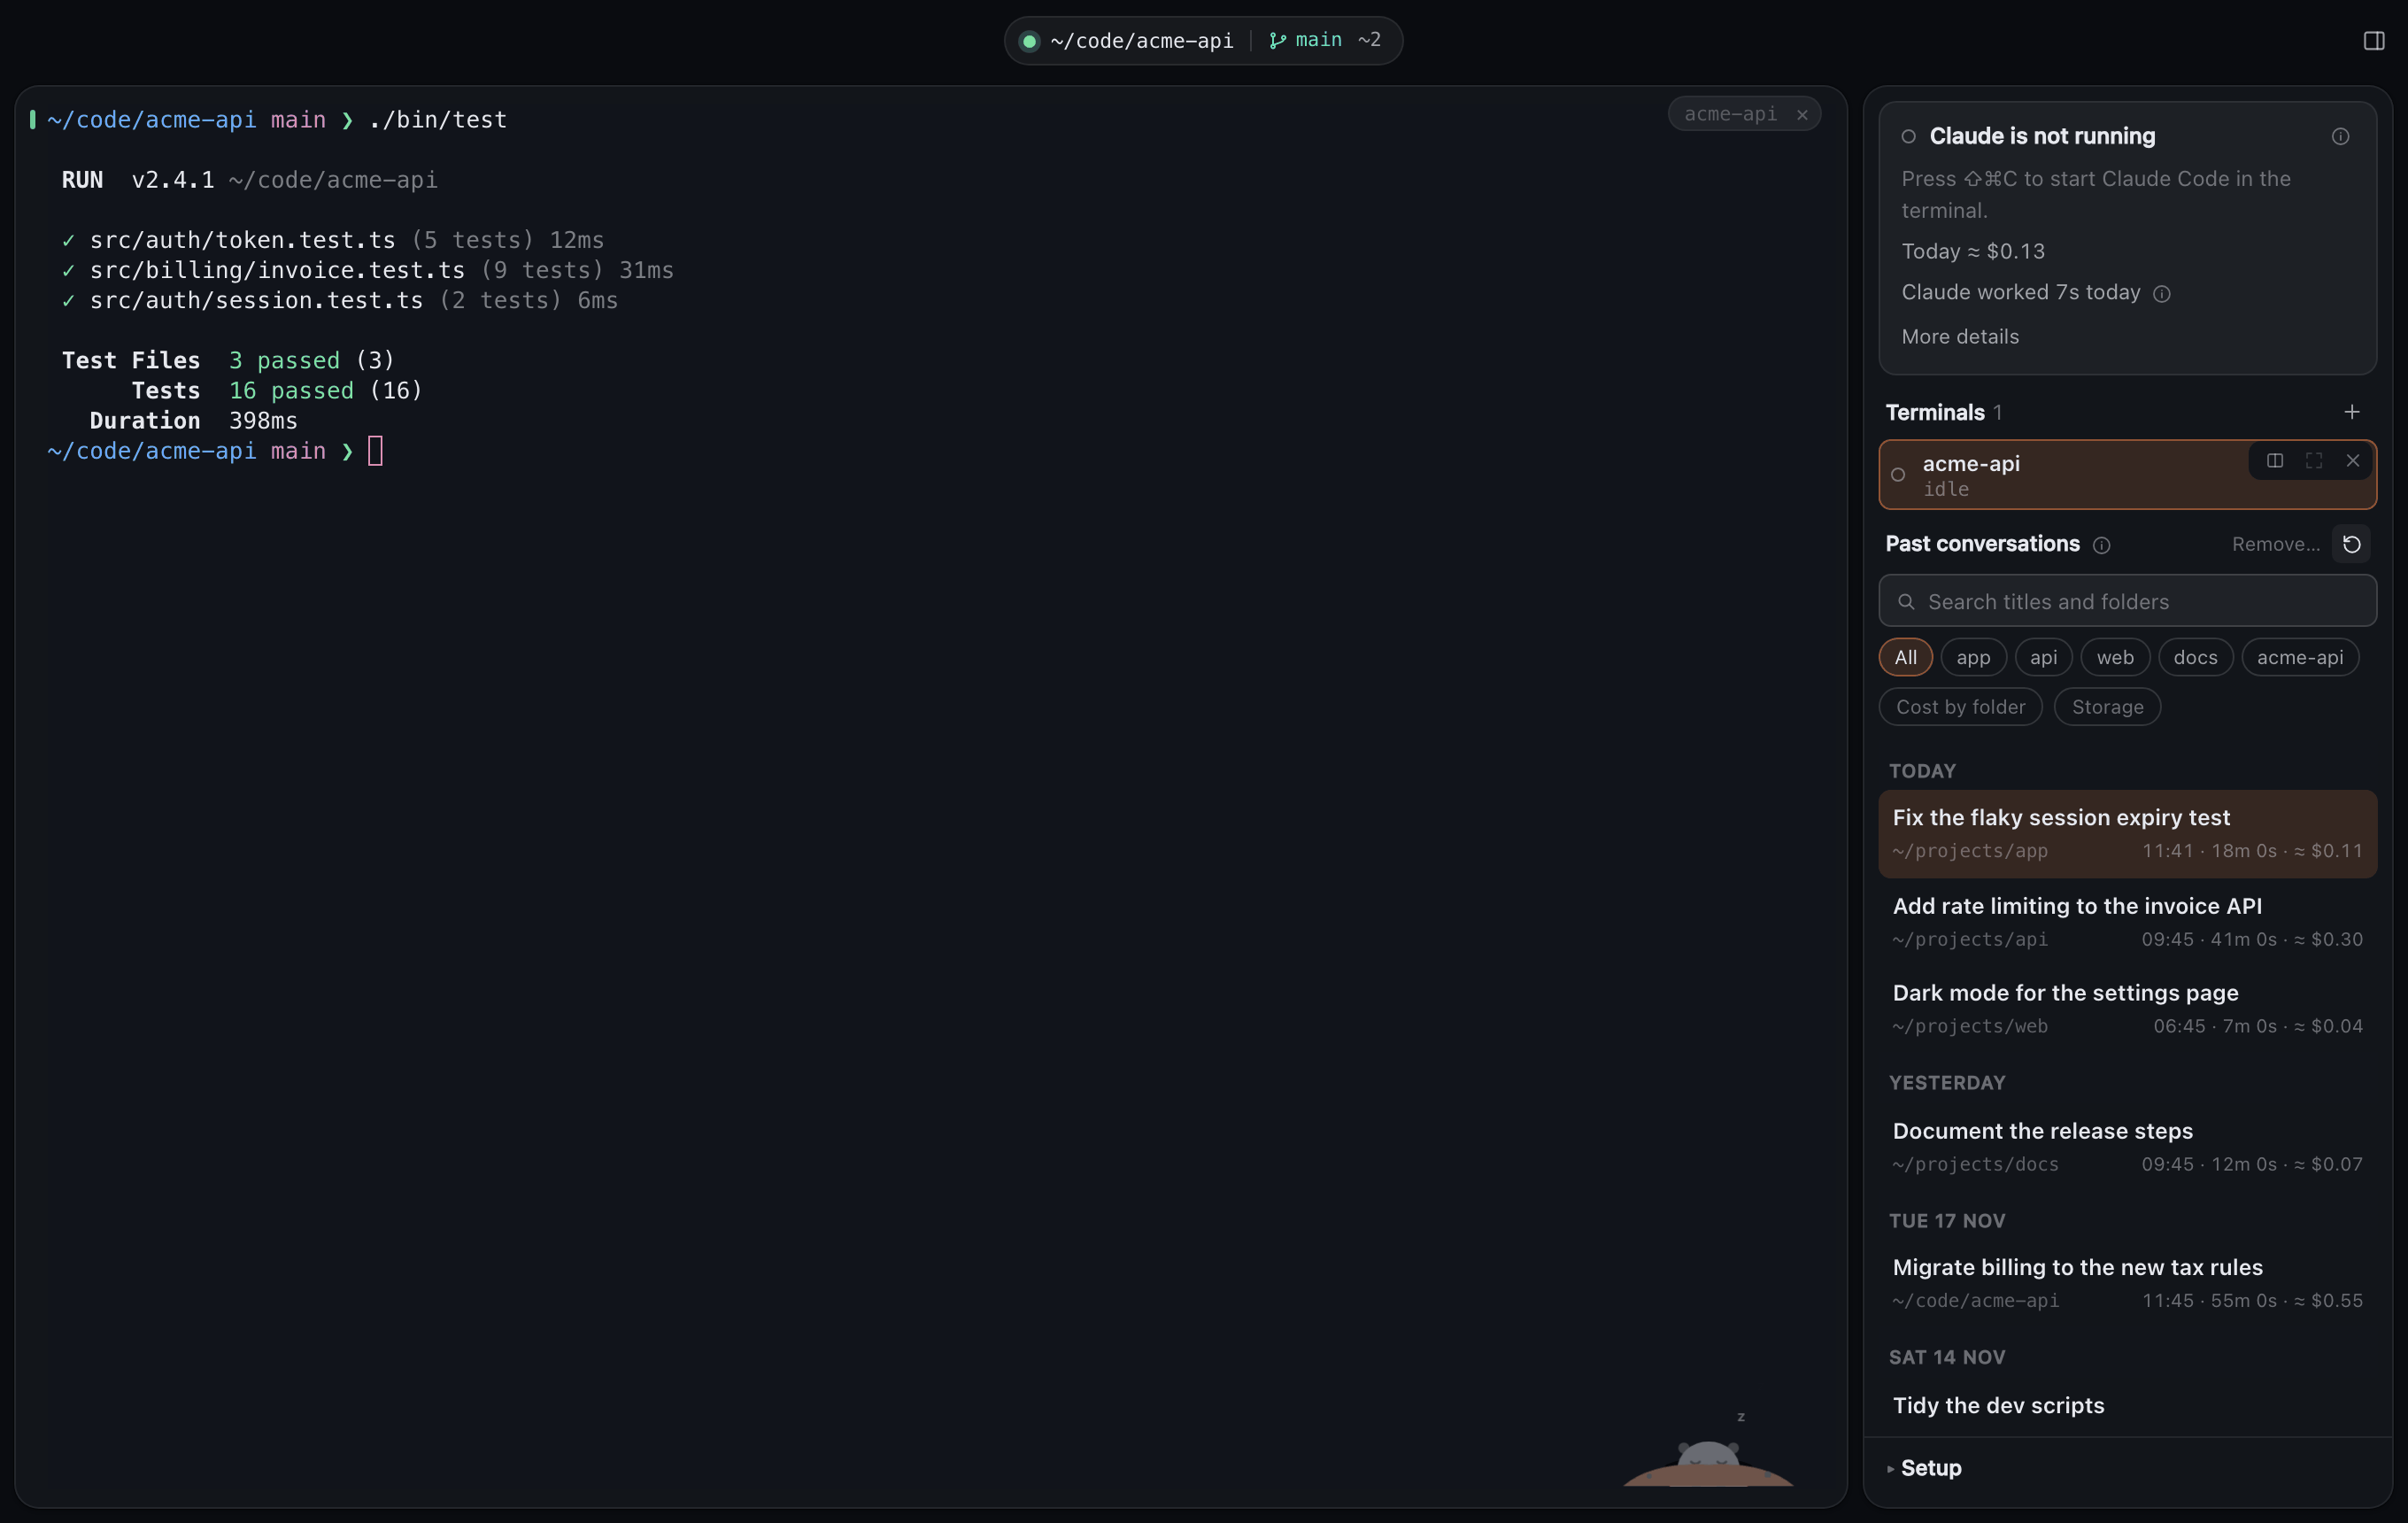 ~/code/acme-api main ~2
~/code/acme-api main ❯ ./bin/test
acme-api ×
RUN v2.4.1 ~/code/acme-api
✓ src/auth/token.test.ts (5 tests) 12ms
✓ src/billing/invoice.test.ts (9 tests) 31ms
✓ src/auth/session.test.ts (2 tests) 6ms
Test Files 3 passed (3)
Tests 16 passed (16)
Duration 398ms
~/code/acme-api main ❯
z
Claude is not running
Press ⇧⌘C to start Claude Code in the
terminal.
Today ≈ $0.13
Claude worked 7s today
More details
Terminals 1
acme-api
idle
Past conversations Remove...
Search titles and folders
All app api web docs acme-api
Cost by folder Storage
TODAY
Fix the flaky session expiry test
~/projects/app 11:41 · 18m 0s · ≈ $0.11
Add rate limiting to the invoice API
~/projects/api 09:45 · 41m 0s · ≈ $0.30
Dark mode for the settings page
~/projects/web 06:45 · 7m 0s · ≈ $0.04
YESTERDAY
Document the release steps
~/projects/docs 09:45 · 12m 0s · ≈ $0.07
TUE 17 NOV
Migrate billing to the new tax rules
~/code/acme-api 11:45 · 55m 0s · ≈ $0.55
SAT 14 NOV
Tidy the dev scripts
Setup